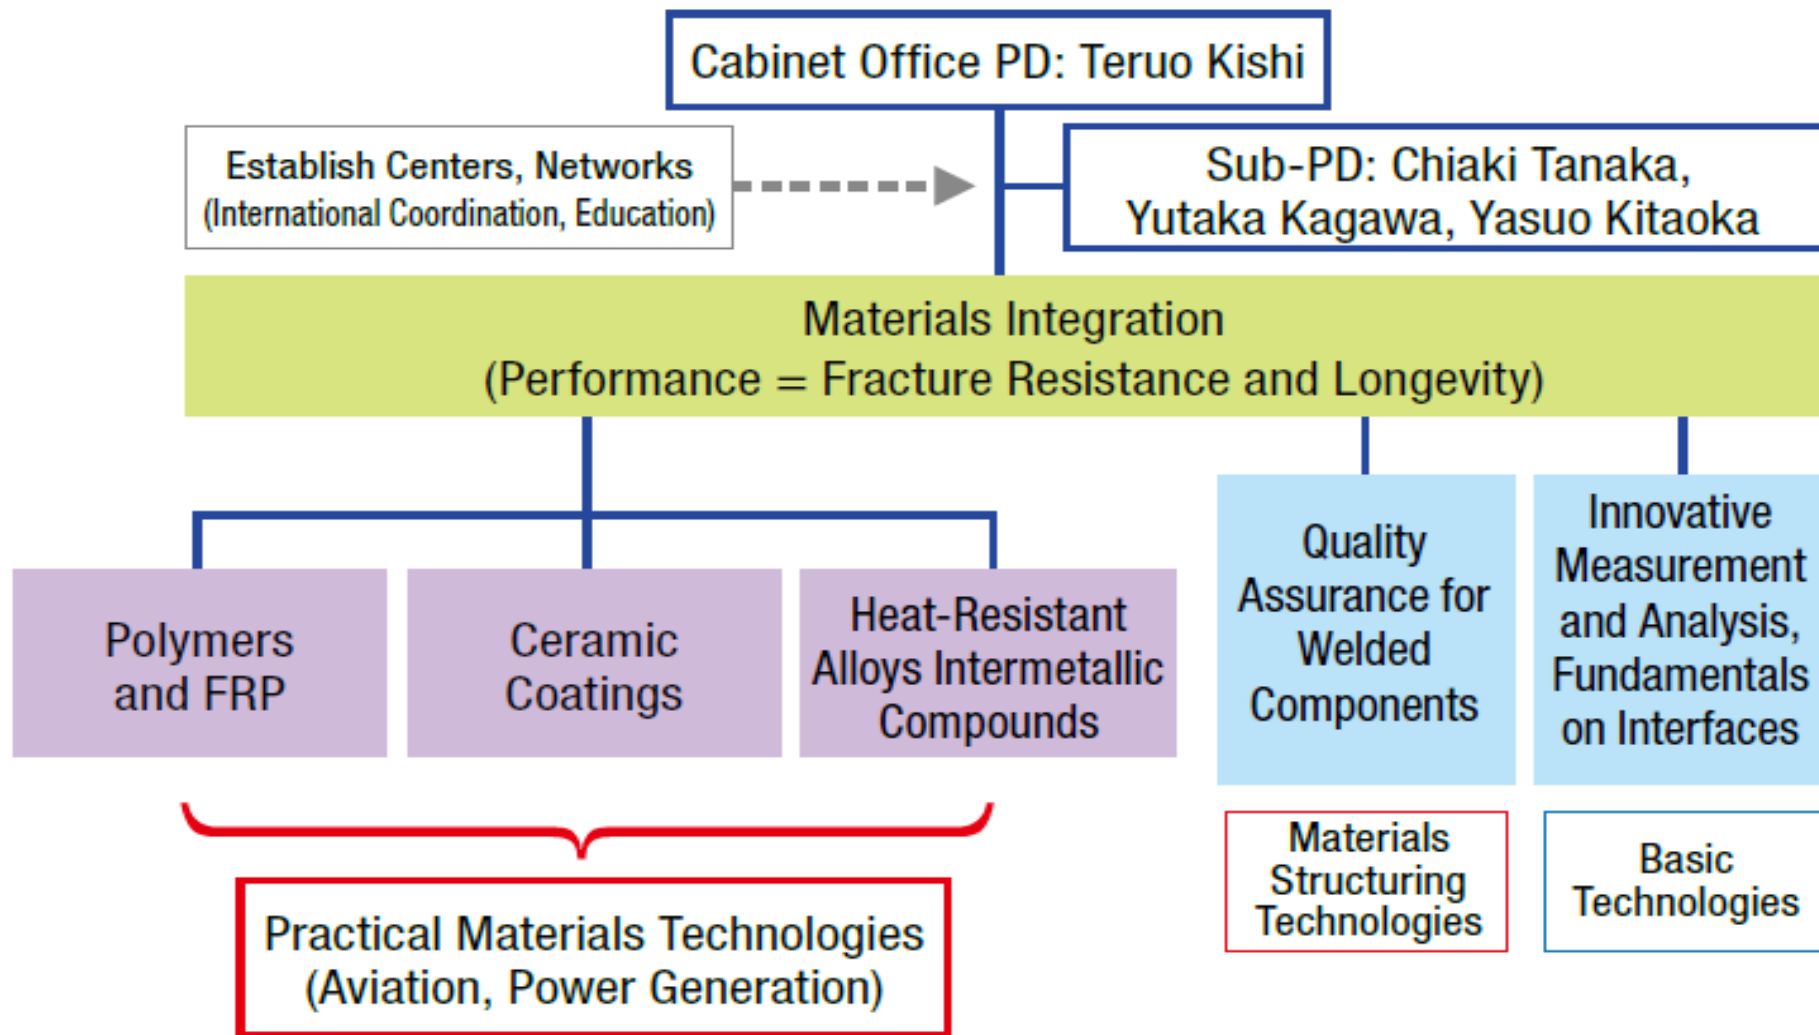 Cabinet Office PD: Teruo Kishi
Establish Centers, Networks
(International Coordination, Education)
Sub-PD: Chiaki Tanaka,
Yutaka Kagawa, Yasuo Kitaoka
Materials Integration
(Performance = Fracture Resistance and Longevity)
Polymers
and FRP
Ceramic
Coatings
Heat-Resistant
Alloys Intermetallic
Compounds
Quality
Assurance for
Welded
Components
Innovative
Measurement
and Analysis,
Fundamentals
on Interfaces
Practical Materials Technologies
(Aviation, Power Generation)
Materials
Structuring
Technologies
Basic
Technologies